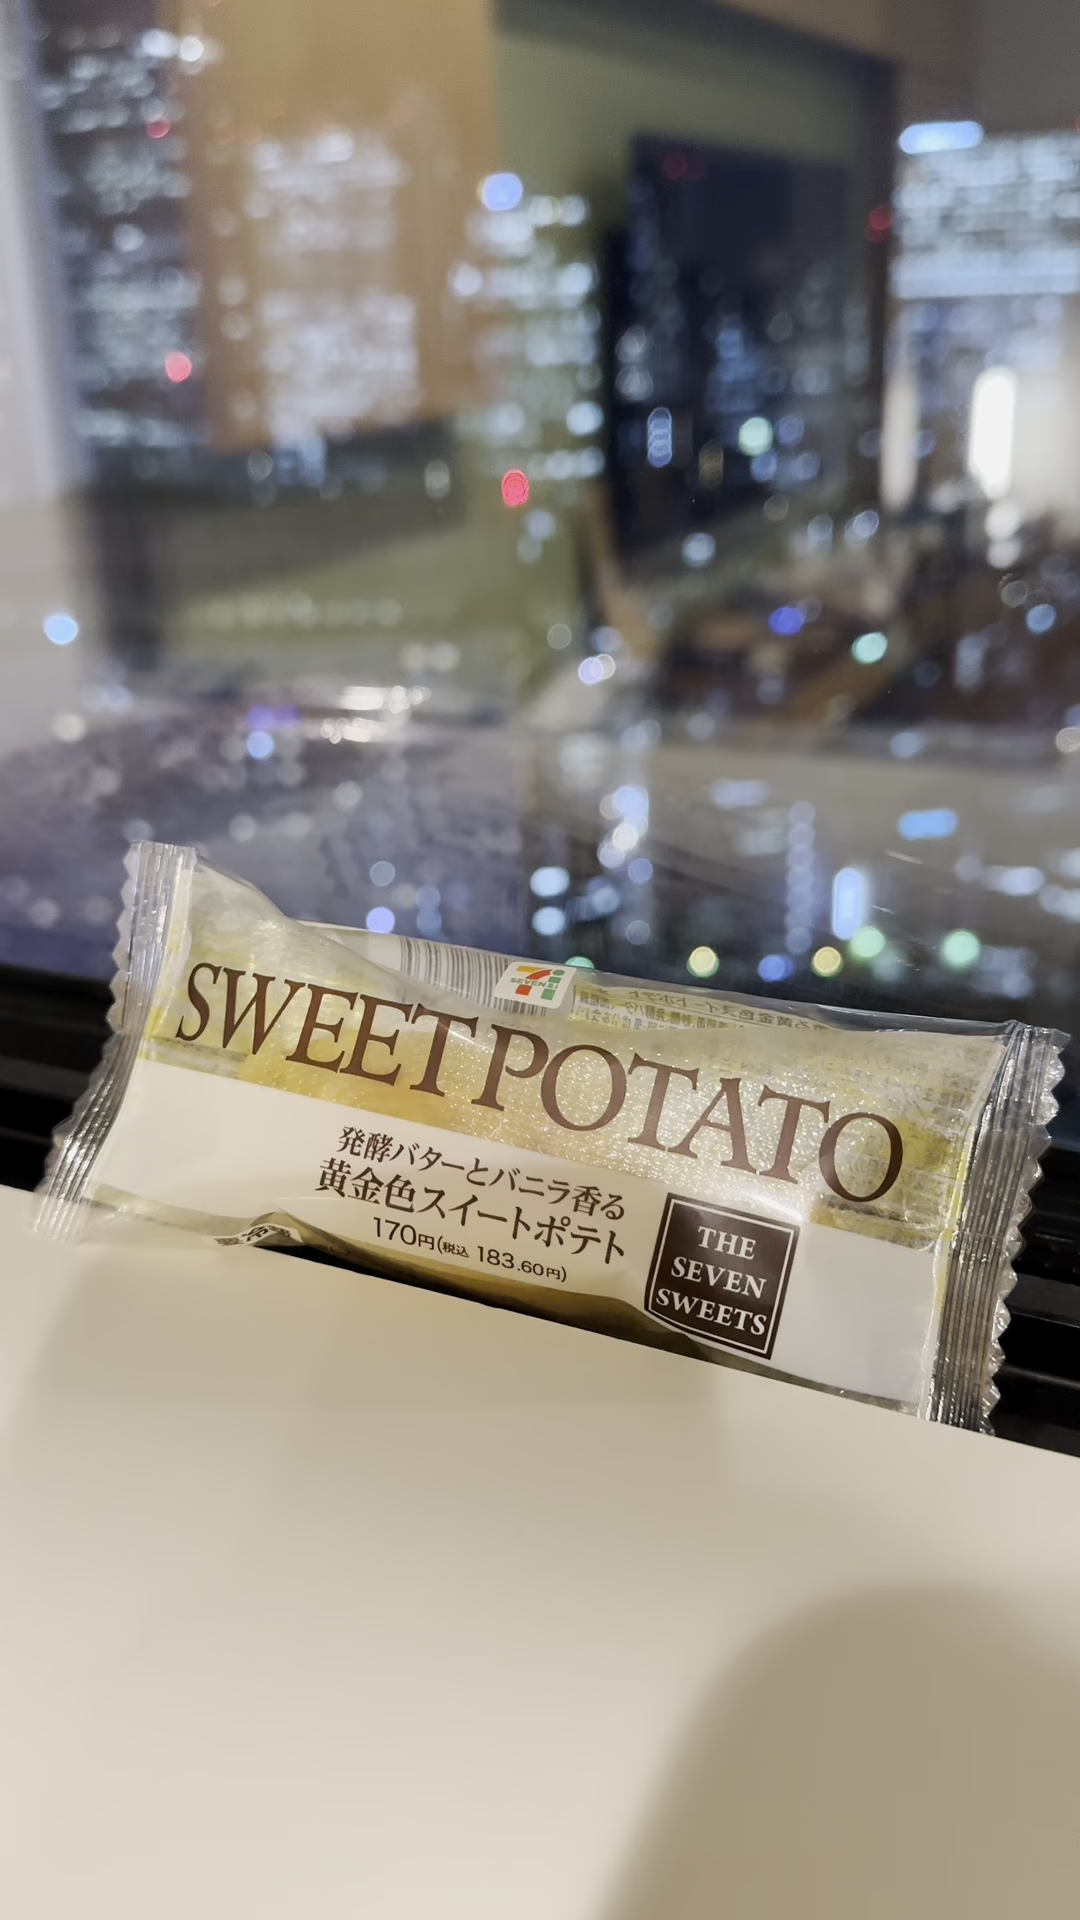 SWEET POTATO
発酵バターとバニラ香る
黄金色スイートポテト
170円(税込 183.60円)
THE
SEVEN
SWEETS